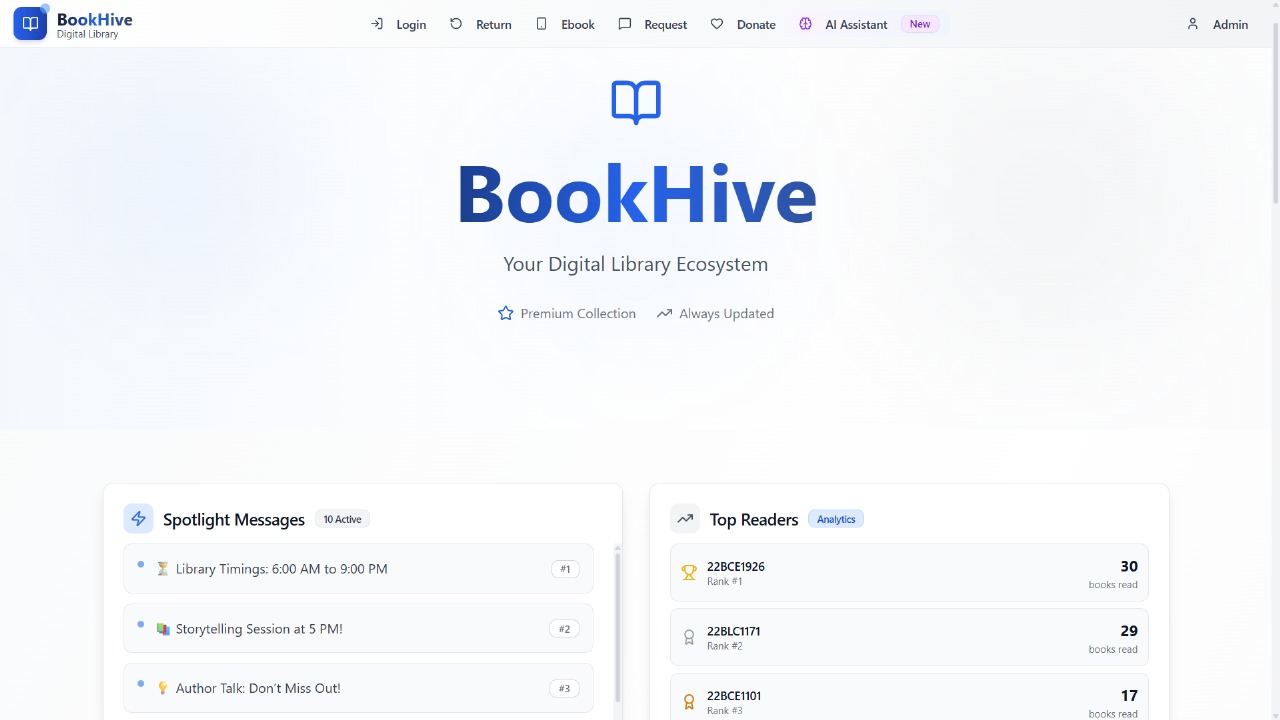 BookHive
Digital Library
Login
Return
Ebook
Request
Donate
AI Assistant
New
Admin
BookHive
Your Digital Library Ecosystem
Premium Collection
Always Updated
Spotlight Messages
10 Active
Library Timings: 6:00 AM to 9:00 PM
#1
Storytelling Session at 5 PM!
#2
Author Talk: Don't Miss Out!
#3
Top Readers
Analytics
22BCE1926
Rank #1
30
books read
22BLC1171
Rank #2
29
books read
22BCE1101
Rank #3
17
books read